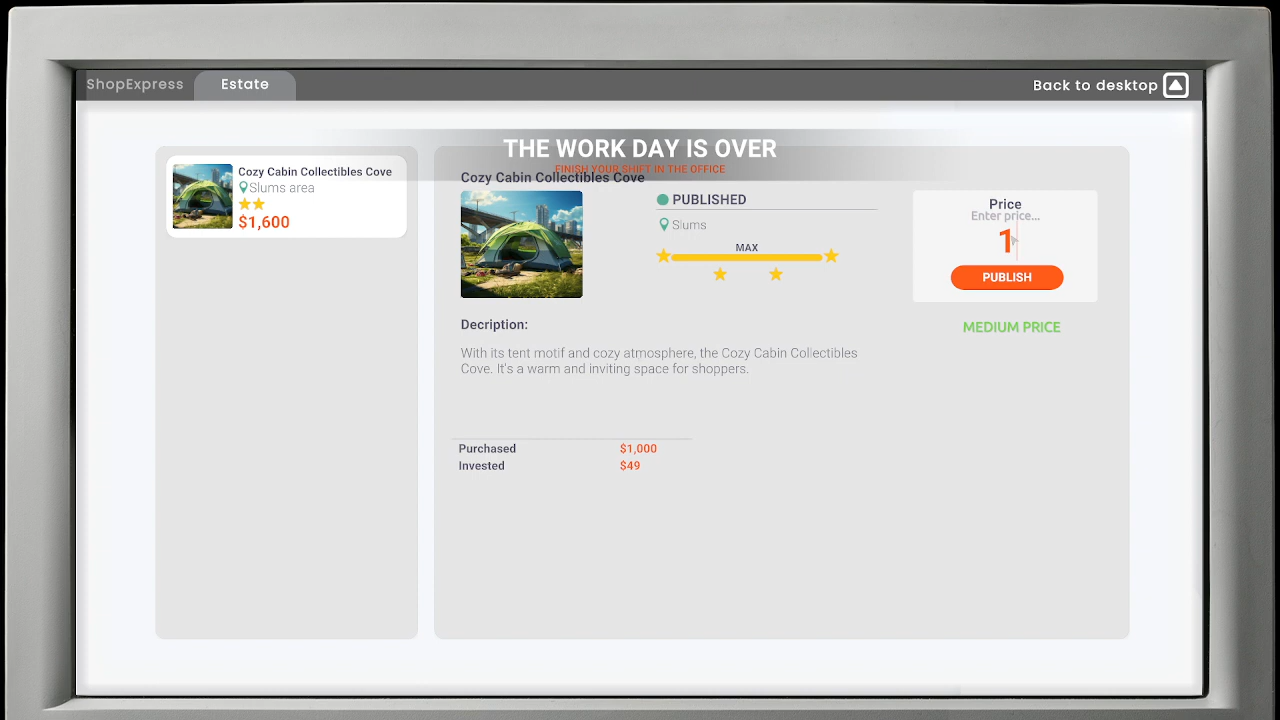 ShopExpress
Estate
Back to desktop
THE WORK DAY IS OVER
FINISH YOUR SHIFT IN THE OFFICE
Cozy Cabin Collectibles Cove
Slums area
$1,600
Cozy Cabin Collectibles Cove
PUBLISHED
Slums
MAX
Price
Enter price...
1
PUBLISH
MEDIUM PRICE
Decription:
With its tent motif and cozy atmosphere, the Cozy Cabin Collectibles
Cove. It's a warm and inviting space for shoppers.
Purchased $1,000
Invested $49